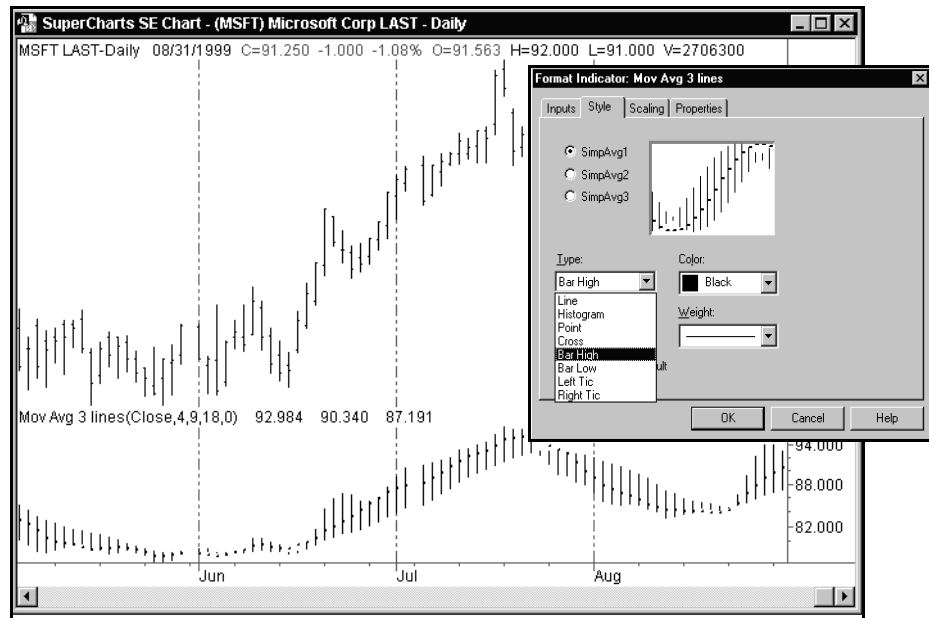 SuperCharts SE Chart - (MSFT) Microsoft Corp LAST - Daily
MSFT LAST-Daily 08/31/1999 C=91.250 -1.000 -1.08% O=91.563 H=92.000 L=91.000 V=2706300
Format Indicator: Mov Avg 3 lines
Inputs Style Scaling Properties
SimpAvg1
SimpAvg2
SimpAvg3
Type:
Color:
Bar High
Black
Line
Histogram
Point
Cross
Bar High
Bar Low
Left Tic
Right Tic
Weight:
ult
OK Cancel Help
Mov Avg 3 lines(Close,4,9,18,0) 92.984 90.340 87.191
94.000
88.000
82.000
Jun Jul Aug